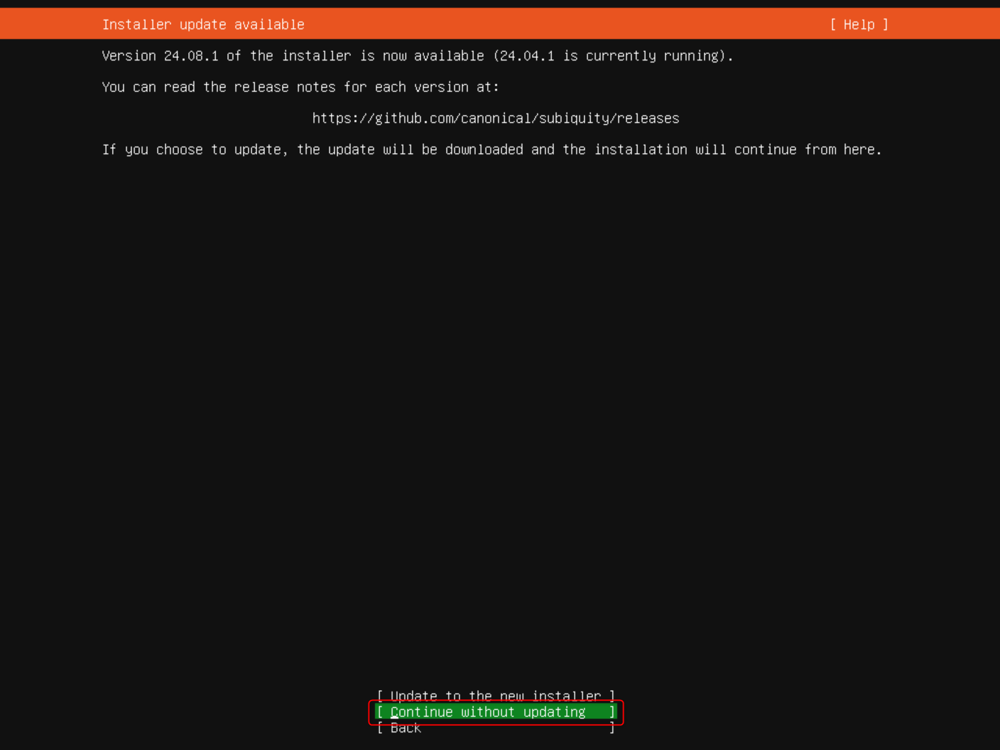 Installer update available [ Help ]
Version 24.08.1 of the installer is now available (24.04.1 is currently running).
You can read the release notes for each version at:
https://github.com/canonical/subiquity/releases
If you choose to update, the update will be downloaded and the installation will continue from here.
[ Update to the new installer ]
[ Continue without updating ]
[ Back ]